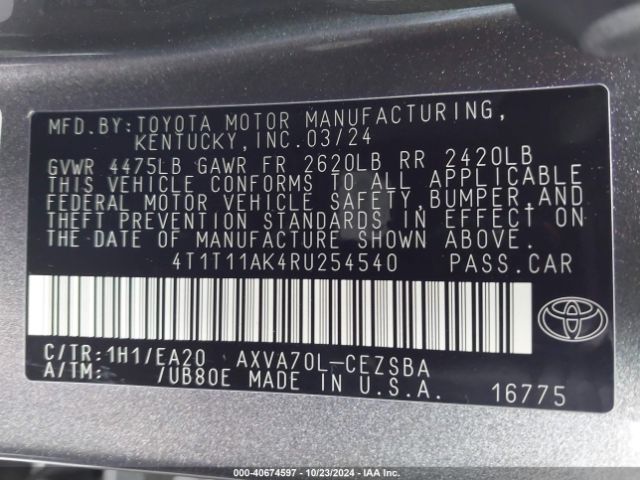 MFD.BY:TOYOTA MOTOR MANUFACTURING,
KENTUCKY,INC.03/24
GVWR 4475LB GAWR FR 2620LB RR 2420LB
THIS VEHICLE CONFORMS TO ALL APPLICABLE
FEDERAL MOTOR VEHICLE SAFETY,BUMPER,AND
THEFT PREVENTION STANDARDS IN EFFECT ON
THE DATE OF MANUFACTURE SHOWN ABOVE.
4T1T11AK4RU254540 PASS.CAR
C/TR:1H1/EA20 AXVA70L-CEZSBA
A/TM: /UB80E MADE IN U.S.A. 16775
000-40674597 - 10/23/2024 - IAA Inc.